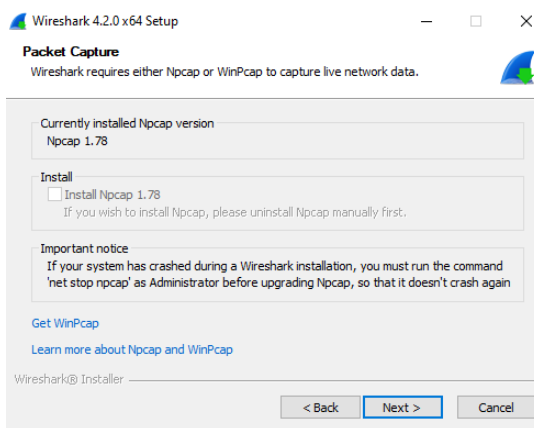 Wireshark 4.2.0 x64 Setup
Packet Capture
Wireshark requires either Npcap or WinPcap to capture live network data.
Currently installed Npcap version
Npcap 1.78
Install
Install Npcap 1.78
If you wish to install Npcap, please uninstall Npcap manually first.
Important notice
If your system has crashed during a Wireshark installation, you must run the command
'net stop npcap' as Administrator before upgrading Npcap, so that it doesn't crash again
Get WinPcap
Learn more about Npcap and WinPcap
Wireshark® Installer
< Back Next > Cancel